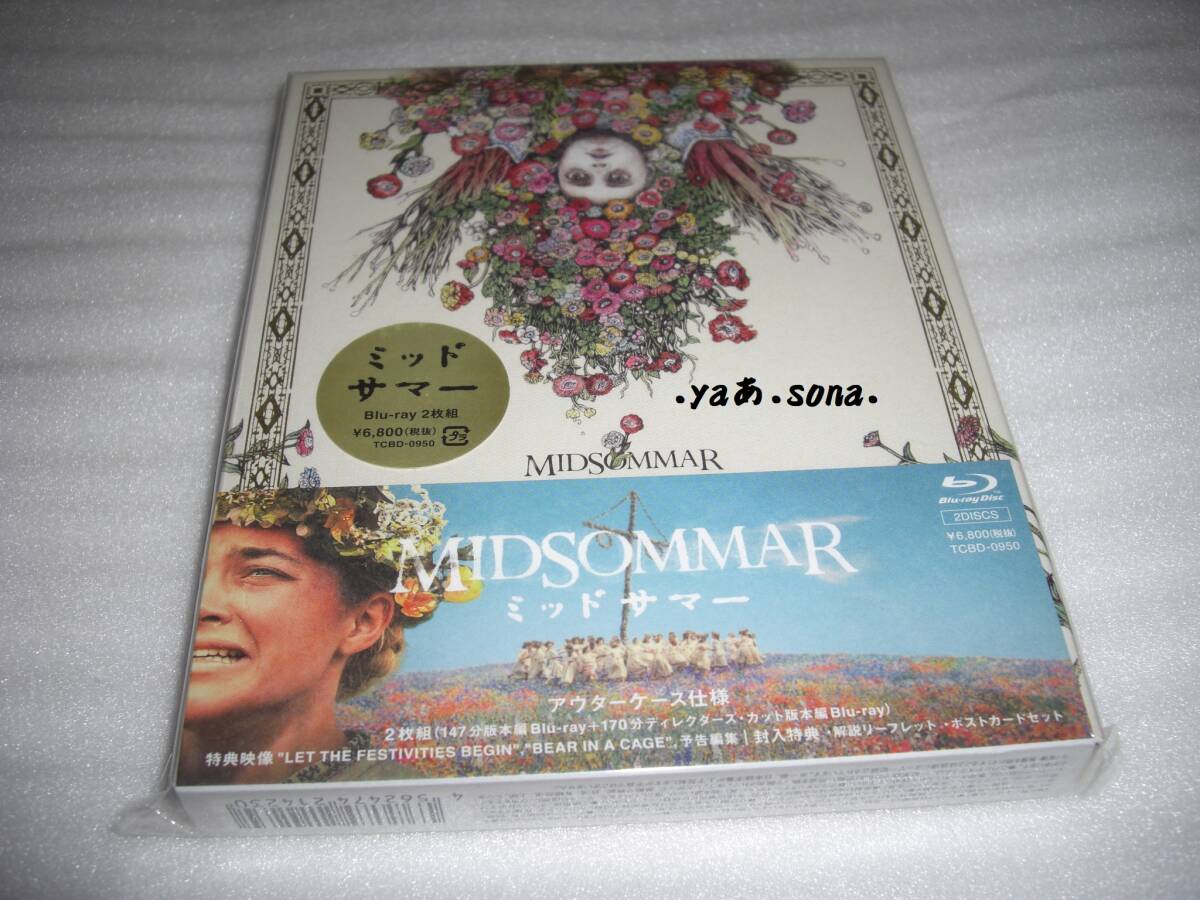 ミッド
サマー
Blu-ray 2枚組
¥6,800(税抜)
TCBD-0950
.yaあ.sona.
MIDSOMMAR
Blu-ray Disc
2DISCS
¥6,800(税抜)
TCBD-0950
MIDSOMMAR
ミッドサマー
アウターケース仕様
2枚組(147分版本編Blu-ray+170分ディレクターズ・カット版本編Blu-ray)
特典映像 "LET THE FESTIVITIES BEGIN","BEAR IN A CAGE",予告編集|封入特典・解説リーフレット・ポストカードセット
4 562474 214230